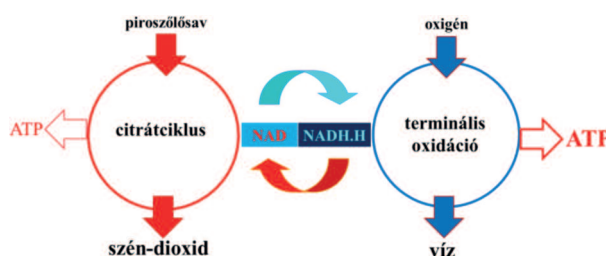 piroszőlősav
oxigén
ATP
citrátciklus
NAD
NADH.H
terminális
oxidáció
ATP
szén-dioxid
víz